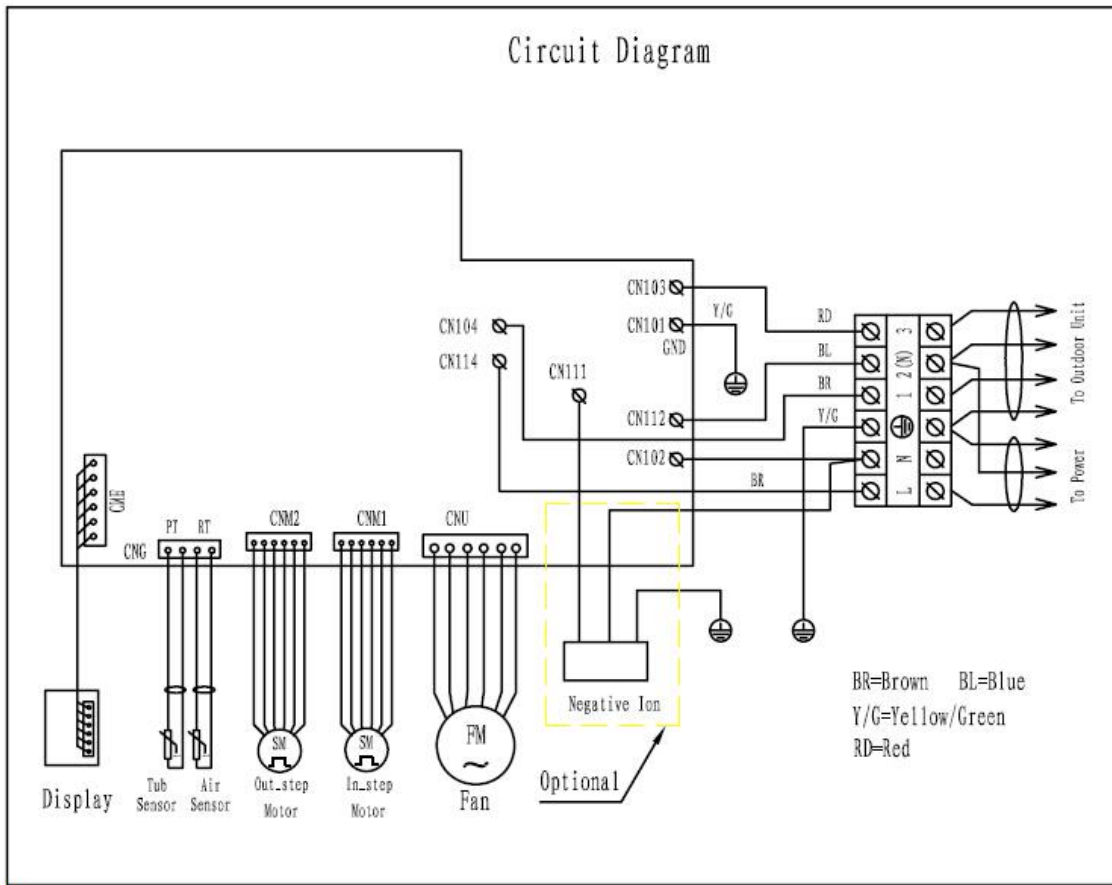 Circuit Diagram
CN103
Y/G
RD
3
To Outdoor Unit
CN104
CN101
GND
BL
2(N)
CN114
CN111
BR
1
CN112
Y/G
CN102
N
BR
L
To Power
CNE
PT RT
CNG
CNM2
CNM1
CNU
Negative Ion
BR=Brown BL=Blue
Y/G=Yellow/Green
RD=Red
SM
SM
FM
~
Optional
Display
Tub
Sensor
Air
Sensor
Out_step
Motor
In_step
Motor
Fan